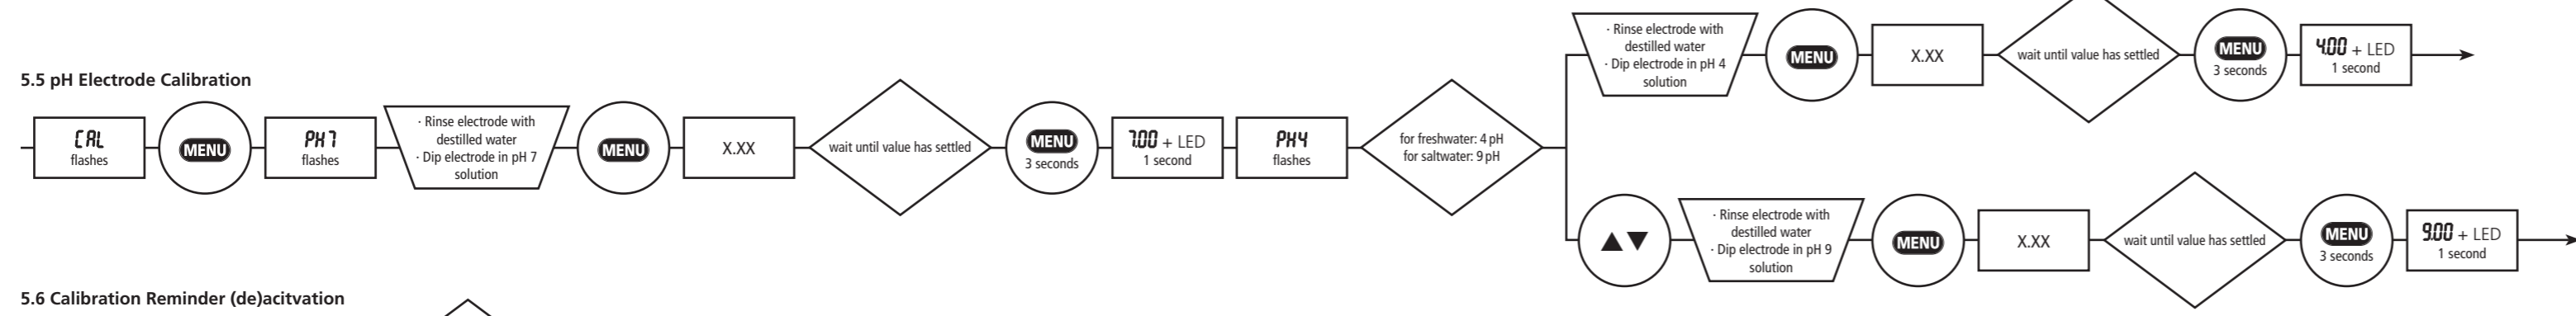 5.5 pH Electrode Calibration
CAL
flashes
MENU
PH 7
flashes
· Rinse electrode with
destilled water
· Dip electrode in pH 7
solution
MENU
X.XX
wait until value has settled
MENU
3 seconds
7.00 + LED
1 second
PH4
flashes
for freshwater: 4 pH
for saltwater: 9 pH
· Rinse electrode with
destilled water
· Dip electrode in pH 4
solution
MENU
X.XX
wait until value has settled
MENU
3 seconds
4.00 + LED
1 second
▲▼
· Rinse electrode with
destilled water
· Dip electrode in pH 9
solution
MENU
X.XX
wait until value has settled
MENU
3 seconds
9.00 + LED
1 second
5.6 Calibration Reminder (de)acitvation